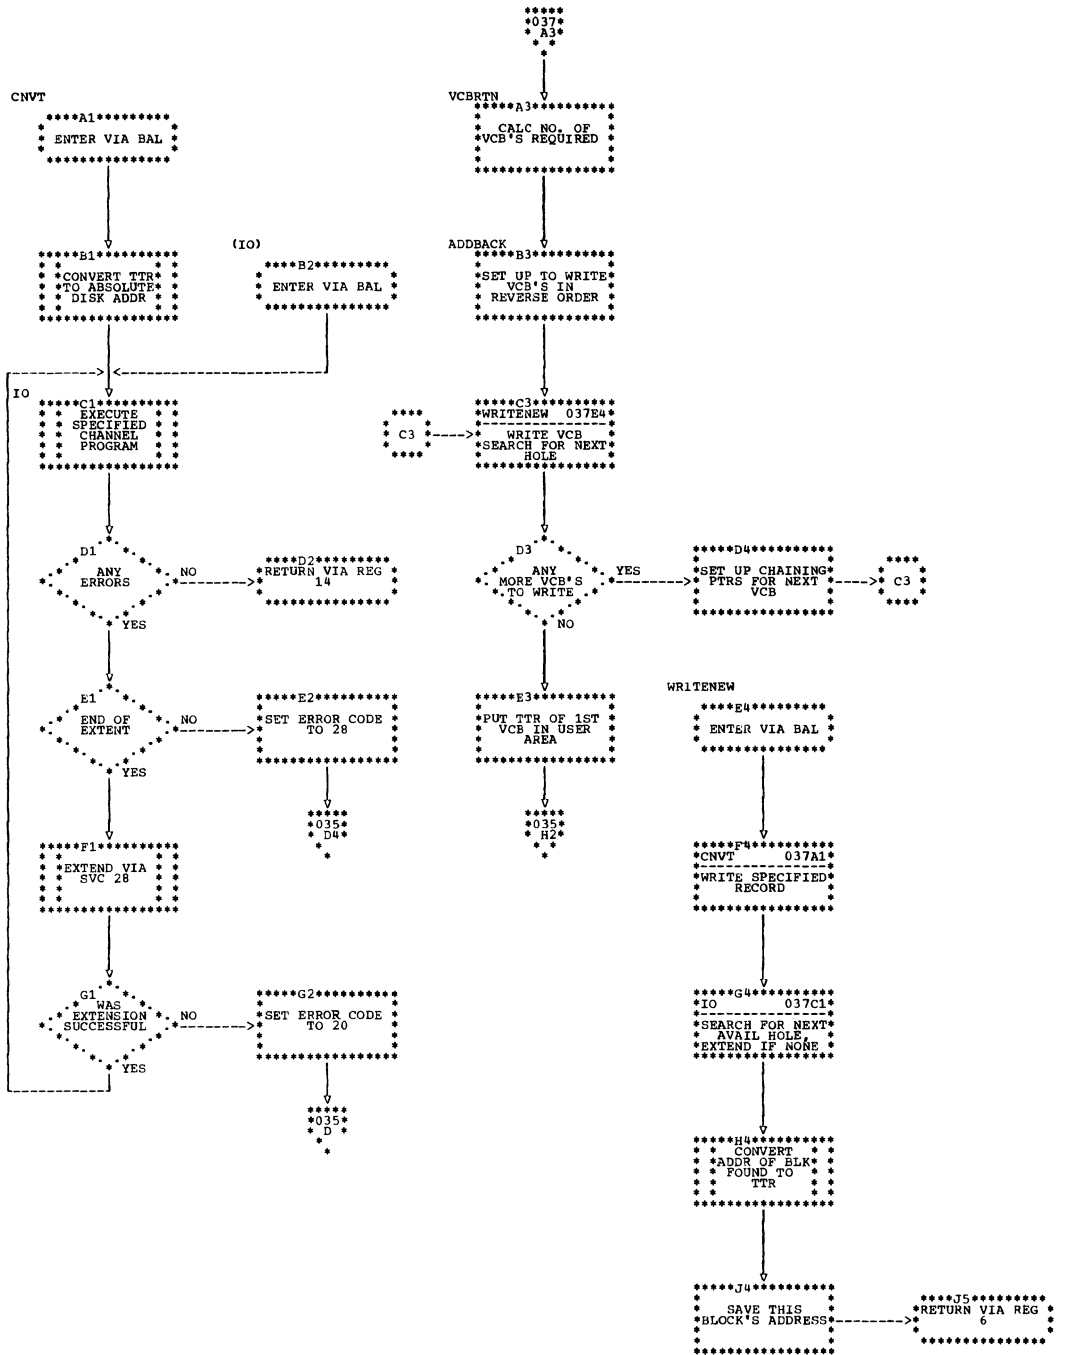 037
A3
CNVT
A1
ENTER VIA BAL
B1
CONVERT TTR
TO ABSOLUTE
DISK ADDR
(IO)
B2
ENTER VIA BAL
IO
C1
EXECUTE
SPECIFIED
CHANNEL
PROGRAM
D1
ANY
ERRORS
NO
YES
D2
RETURN VIA REG
14
E1
END OF
EXTENT
NO
YES
E2
SET ERROR CODE
TO 28
035
D4
F1
EXTEND VIA
SVC 28
G1
WAS
EXTENSION
SUCCESSFUL
NO
YES
G2
SET ERROR CODE
TO 20
035
D
VCBRTN
A3
CALC NO. OF
VCB'S REQUIRED
ADDBACK
B3
SET UP TO WRITE
VCB'S IN
REVERSE ORDER
C3
C3
WRITENEW 037E4
WRITE VCB
SEARCH FOR NEXT
HOLE
D3
ANY
MORE VCB'S
TO WRITE
YES
NO
D4
SET UP CHAINING
PTRS FOR NEXT
VCB
C3
E3
PUT TTR OF 1ST
VCB IN USER
AREA
035
H2
WRITENEW
E4
ENTER VIA BAL
F4
CNVT 037A1
WRITE SPECIFIED
RECORD
G4
IO 037C1
SEARCH FOR NEXT
AVAIL HOLE,
EXTEND IF NONE
H4
CONVERT
ADDR OF BLK
FOUND TO
TTR
J4
SAVE THIS
BLOCK'S ADDRESS
J5
RETURN VIA REG
6